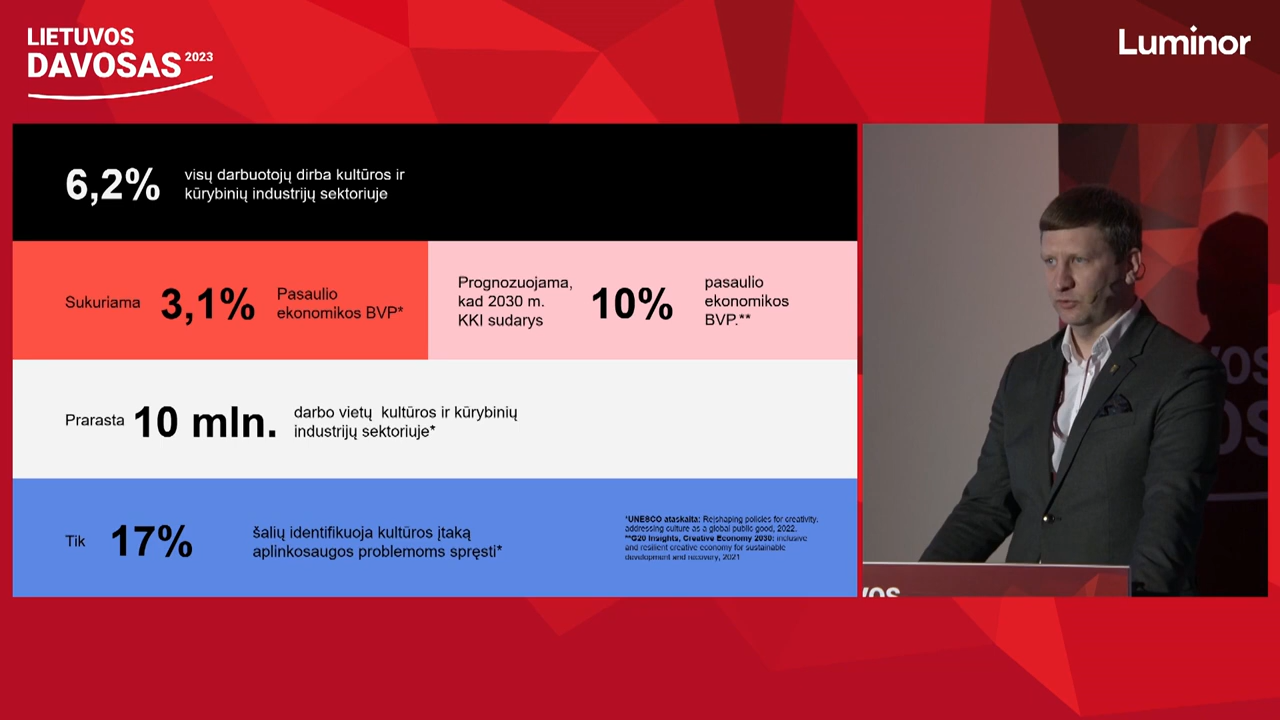 LIETUVOS
DAVOSAS 2023
Luminor
6,2%
visų darbuotojų dirba kultūros ir
kūrybinių industrijų sektoriuje
Sukuriama
3,1%
Pasaulio
ekonomikos BVP*
Prognozuojama,
kad 2030 m.
KKI sudarys
10%
pasaulio
ekonomikos
BVP.**
Prarasta
10 mln.
darbo vietų kultūros ir kūrybinių
industrijų sektoriuje*
Tik
17%
šalių identifikuoja kultūros įtaką
aplinkosaugos problemoms spręsti*
*UNESCO ataskaita: Re|shaping policies for creativity:
addressing culture as a global public good, 2022.
**G20 Insights, Creative Economy 2030: inclusive
and resilient creative economy for sustainable
development and recovery, 2021
VOS
OS
VOS